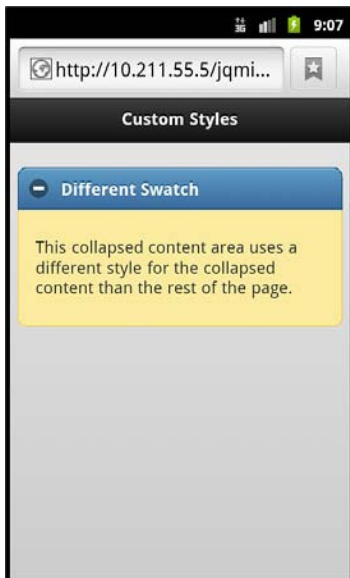 3G 9:07
http://10.211.55.5/jqmi...
Custom Styles
Different Swatch
This collapsed content area uses a
different style for the collapsed
content than the rest of the page.